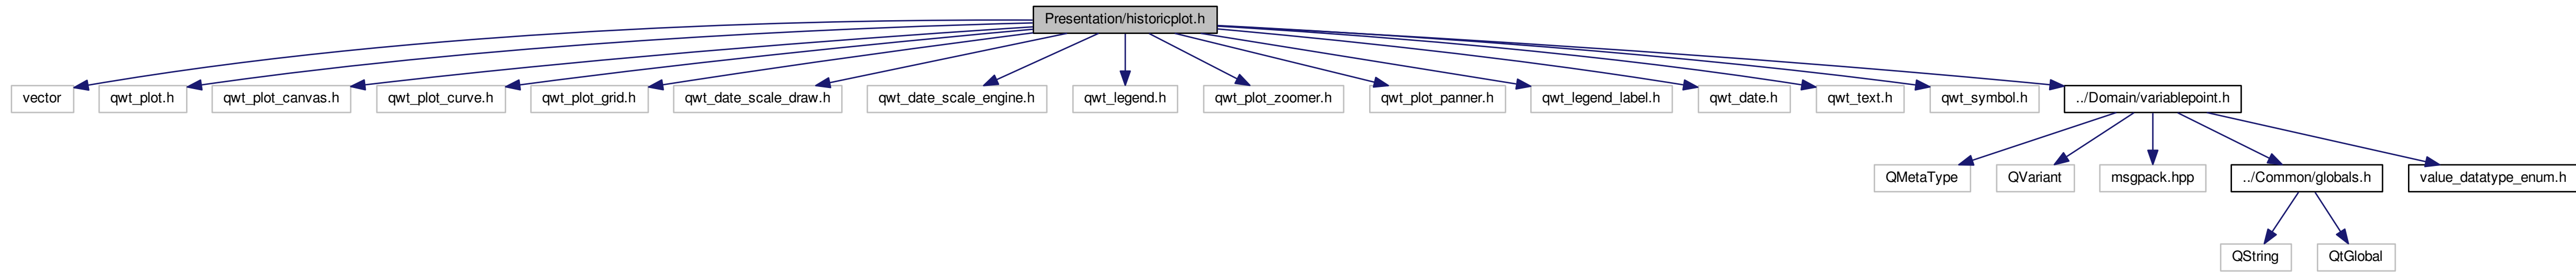 Presentation/historicplot.h
vector
qwt_plot.h
qwt_plot_canvas.h
qwt_plot_curve.h
qwt_plot_grid.h
qwt_date_scale_draw.h
qwt_date_scale_engine.h
qwt_legend.h
qwt_plot_zoomer.h
qwt_plot_panner.h
qwt_legend_label.h
qwt_date.h
qwt_text.h
qwt_symbol.h
../Domain/variablepoint.h
QMetaType
QVariant
msgpack.hpp
../Common/globals.h
value_datatype_enum.h
QString
QtGlobal